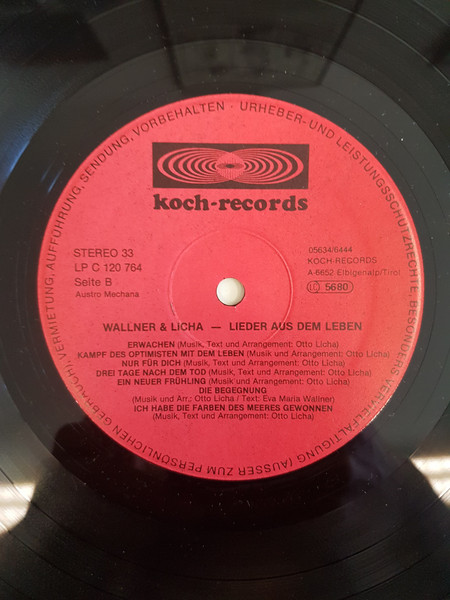 URHEBER- UND LEISTUNGSSCHUTZRECHTE, BESONDERS VERVIELFÄLTIGUNG (AUSSER ZUM PERSÖNLICHEN GEBRAUCH), VERMIETUNG, AUFFÜHRUNG, SENDUNG, VORBEHALTEN -
koch-records
STEREO 33
LP C 120 764
Seite B
Austro Mechana
05634/6444
KOCH-RECORDS
A-6652 Elbigenalp/Tirol
LC 5680
WALLNER & LICHA — LIEDER AUS DEM LEBEN
ERWACHEN (Musik, Text und Arrangement: Otto Licha)
KAMPF DES OPTIMISTEN MIT DEM LEBEN (Musik und Arrangement: Otto Licha)
NUR FÜR DICH (Musik, Text und Arrangement: Otto Licha)
DREI TAGE NACH DEM TOD (Musik, Text und Arrangement: Otto Licha)
EIN NEUER FRÜHLING (Musik, Text und Arrangement: Otto Licha)
DIE BEGEGNUNG
(Musik und Arr.: Otto Licha / Text: Eva Maria Wallner)
ICH HABE DIE FARBEN DES MEERES GEWONNEN
(Musik, Text und Arrangement: Otto Licha)